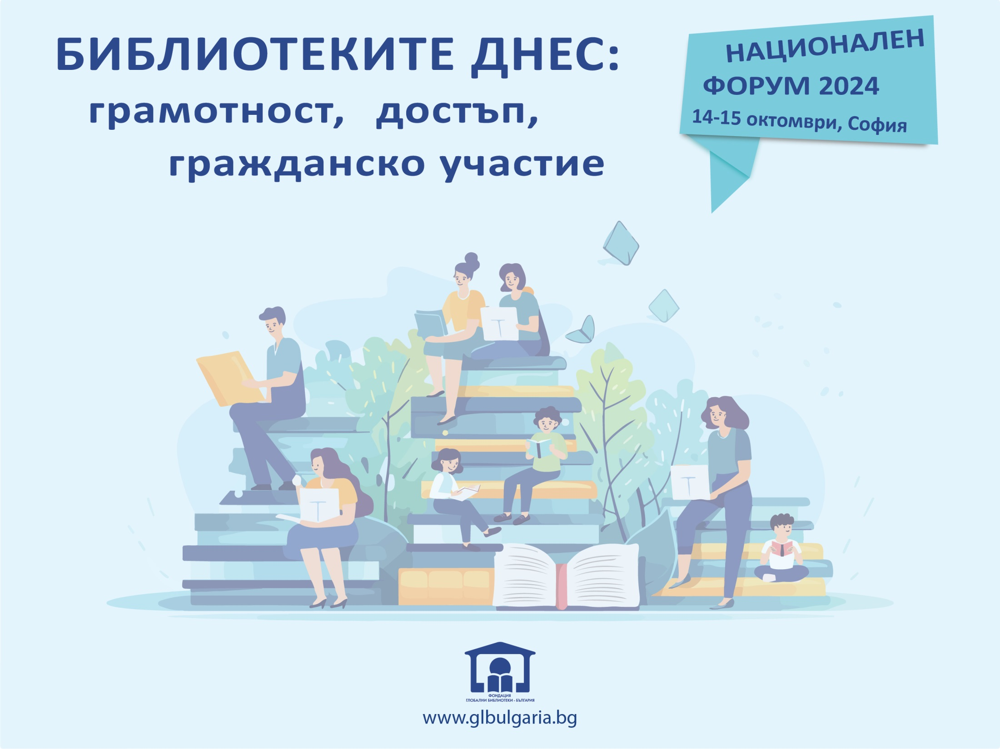 БИБЛИОТЕКИТЕ ДНЕС:
грамотност, достъп,
гражданско участие
НАЦИОНАЛЕН
ФОРУМ 2024
14-15 октомври, София
T
T
T
ФОНДАЦИЯ
ГЛОБАЛНИ БИБЛИОТЕКИ - БЪЛГАРИЯ
www.glbulgaria.bg